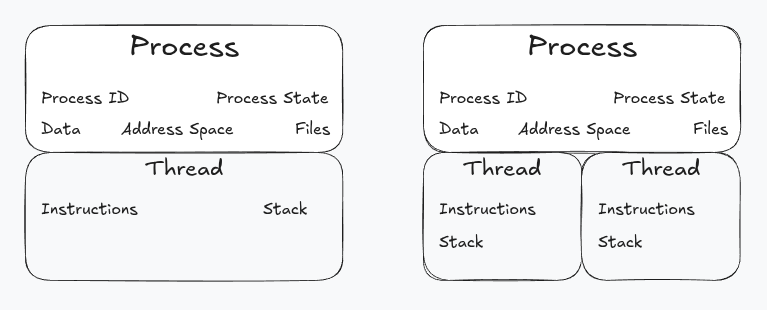 Process
Process ID Process State
Data Address Space Files
Thread
Instructions Stack
Process
Process ID Process State
Data Address Space Files
Thread
Instructions
Stack
Thread
Instructions
Stack